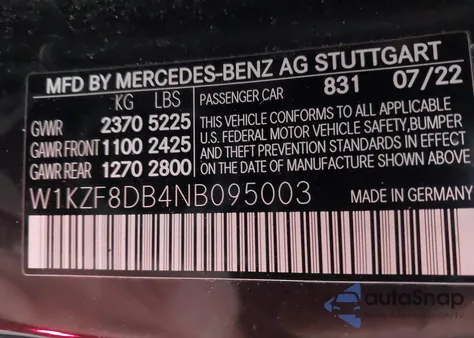 MFD BY MERCEDES-BENZ AG STUTTGART
KG LBS
GVWR 2370 5225
GAWR FRONT 1100 2425
GAWR REAR 1270 2800
PASSENGER CAR 831 07/22
THIS VEHICLE CONFORMS TO ALL APPLICABLE
U.S. FEDERAL MOTOR VEHICLE SAFETY, BUMPER
AND THEFT PREVENTION STANDARDS IN EFFECT
ON THE DATE OF MANUFACTURE SHOWN ABOVE.
W1KZF8DB4NB095003 MADE IN GERMANY
autoSnap